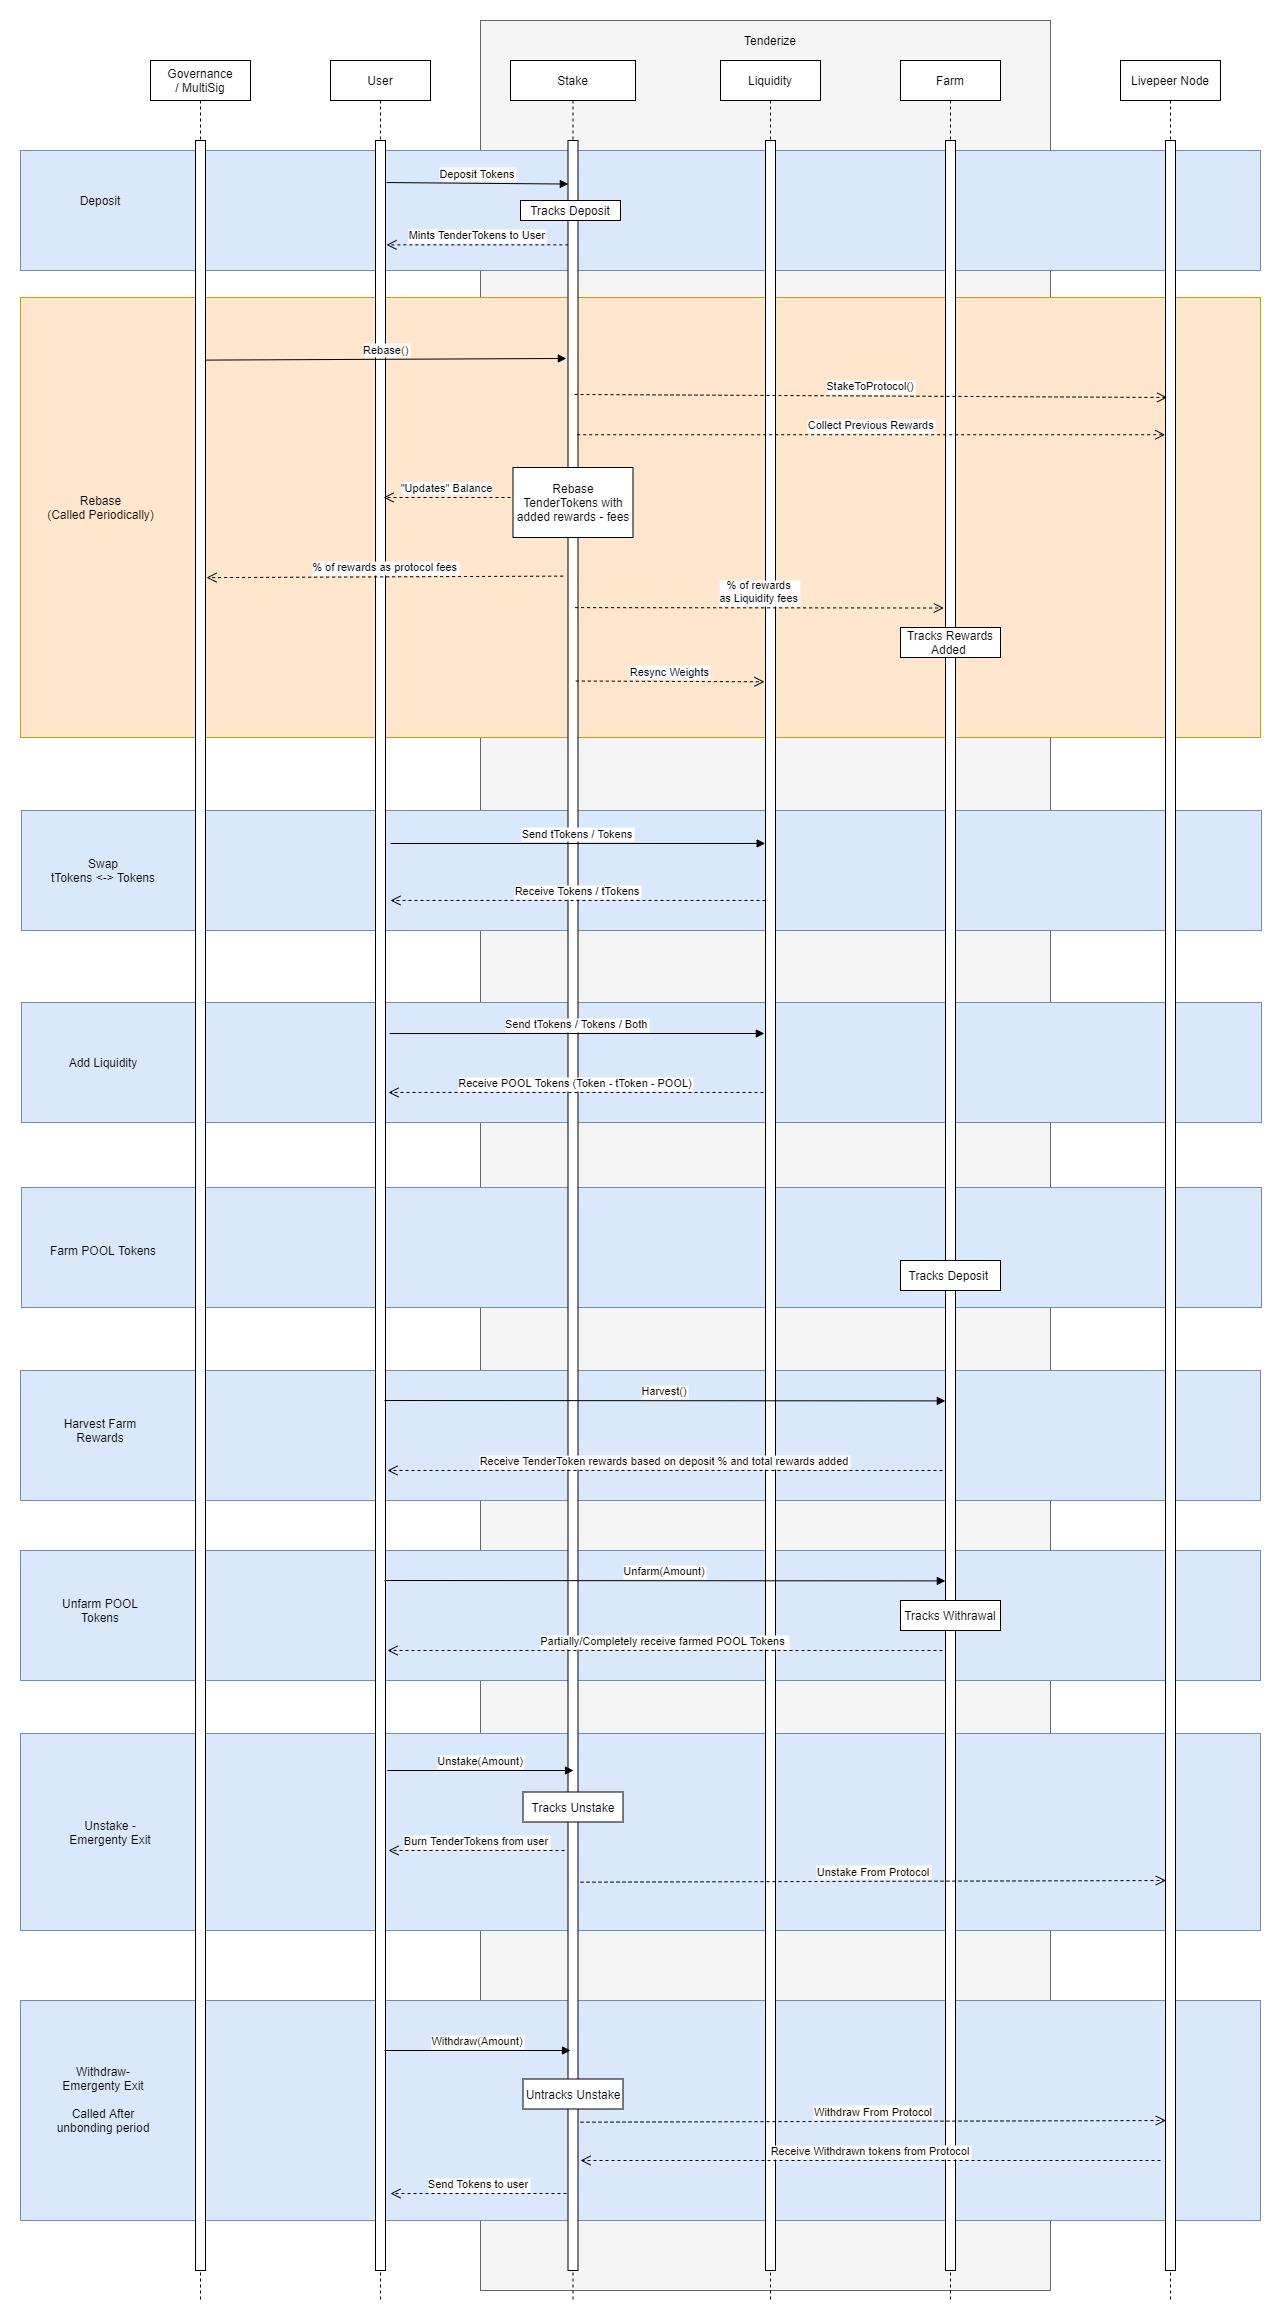 Tenderize
Governance
/ MultiSig
User
Stake
Liquidity
Farm
Livepeer Node
Deposit
Deposit Tokens
Tracks Deposit
Mints TenderTokens to User
Rebase()
StakeToProtocol()
Collect Previous Rewards
Rebase
(Called Periodically)
"Updates" Balance
Rebase
TenderTokens with
added rewards - fees
% of rewards as protocol fees
% of rewards
as Liquidity fees
Tracks Rewards
Added
Resync Weights
Swap
tTokens <-> Tokens
Send tTokens / Tokens
Receive Tokens / tTokens
Add Liquidity
Send tTokens / Tokens / Both
Receive POOL Tokens (Token - tToken - POOL)
Farm POOL Tokens
Tracks Deposit
Harvest Farm
Rewards
Harvest()
Receive TenderToken rewards based on deposit % and total rewards added
Unfarm POOL
Tokens
Unfarm(Amount)
Tracks Withrawal
Partially/Completely receive farmed POOL Tokens
Unstake -
Emergenty Exit
Unstake(Amount)
Tracks Unstake
Burn TenderTokens from user
Unstake From Protocol
Withdraw-
Emergenty Exit
Called After
unbonding period
Withdraw(Amount)
Untracks Unstake
Withdraw From Protocol
Receive Withdrawn tokens from Protocol
Send Tokens to user